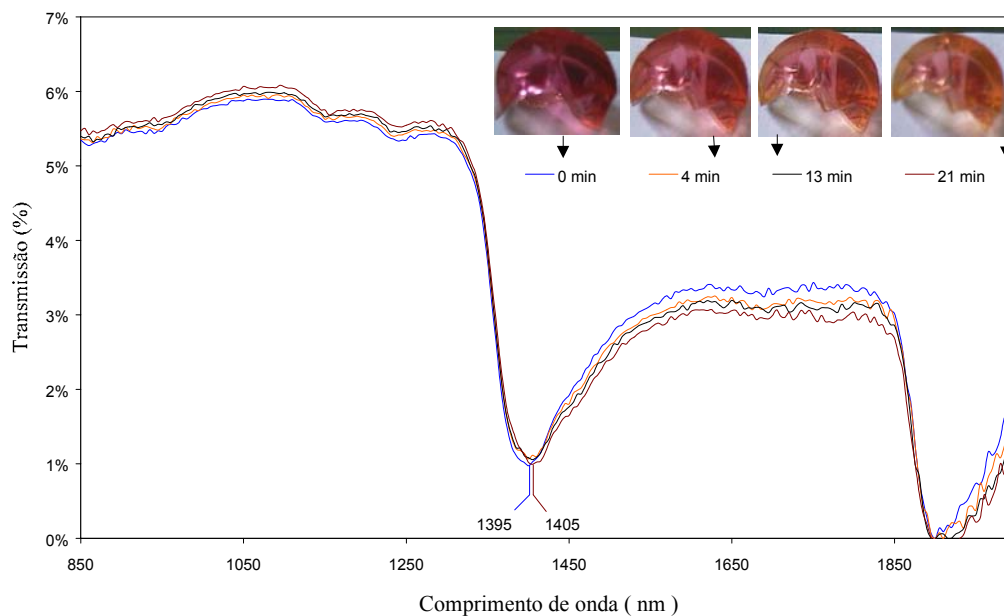 7%
6%
5%
4%
3%
2%
1%
0%
Transmissão (%)
0 min
4 min
13 min
21 min
1395
1405
850
1050
1250
1450
1650
1850
Comprimento de onda ( nm )